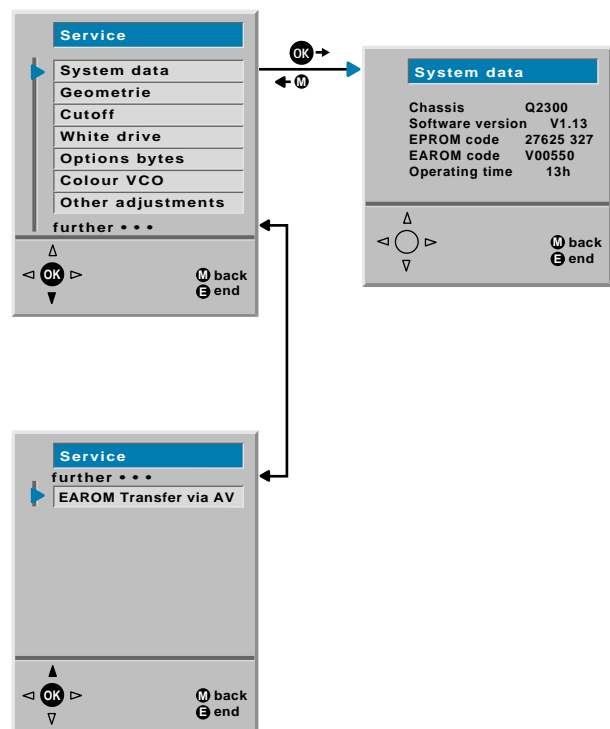 Service
System data
Geometrie
Cutoff
White drive
Options bytes
Colour VCO
Other adjustments
further • • •
OK
M back
E end
OK
M
System data
Chassis Q2300
Software version V1.13
EPROM code 27625 327
EAROM code V00550
Operating time 13h
M back
E end
Service
further • • •
EAROM Transfer via AV
OK
M back
E end